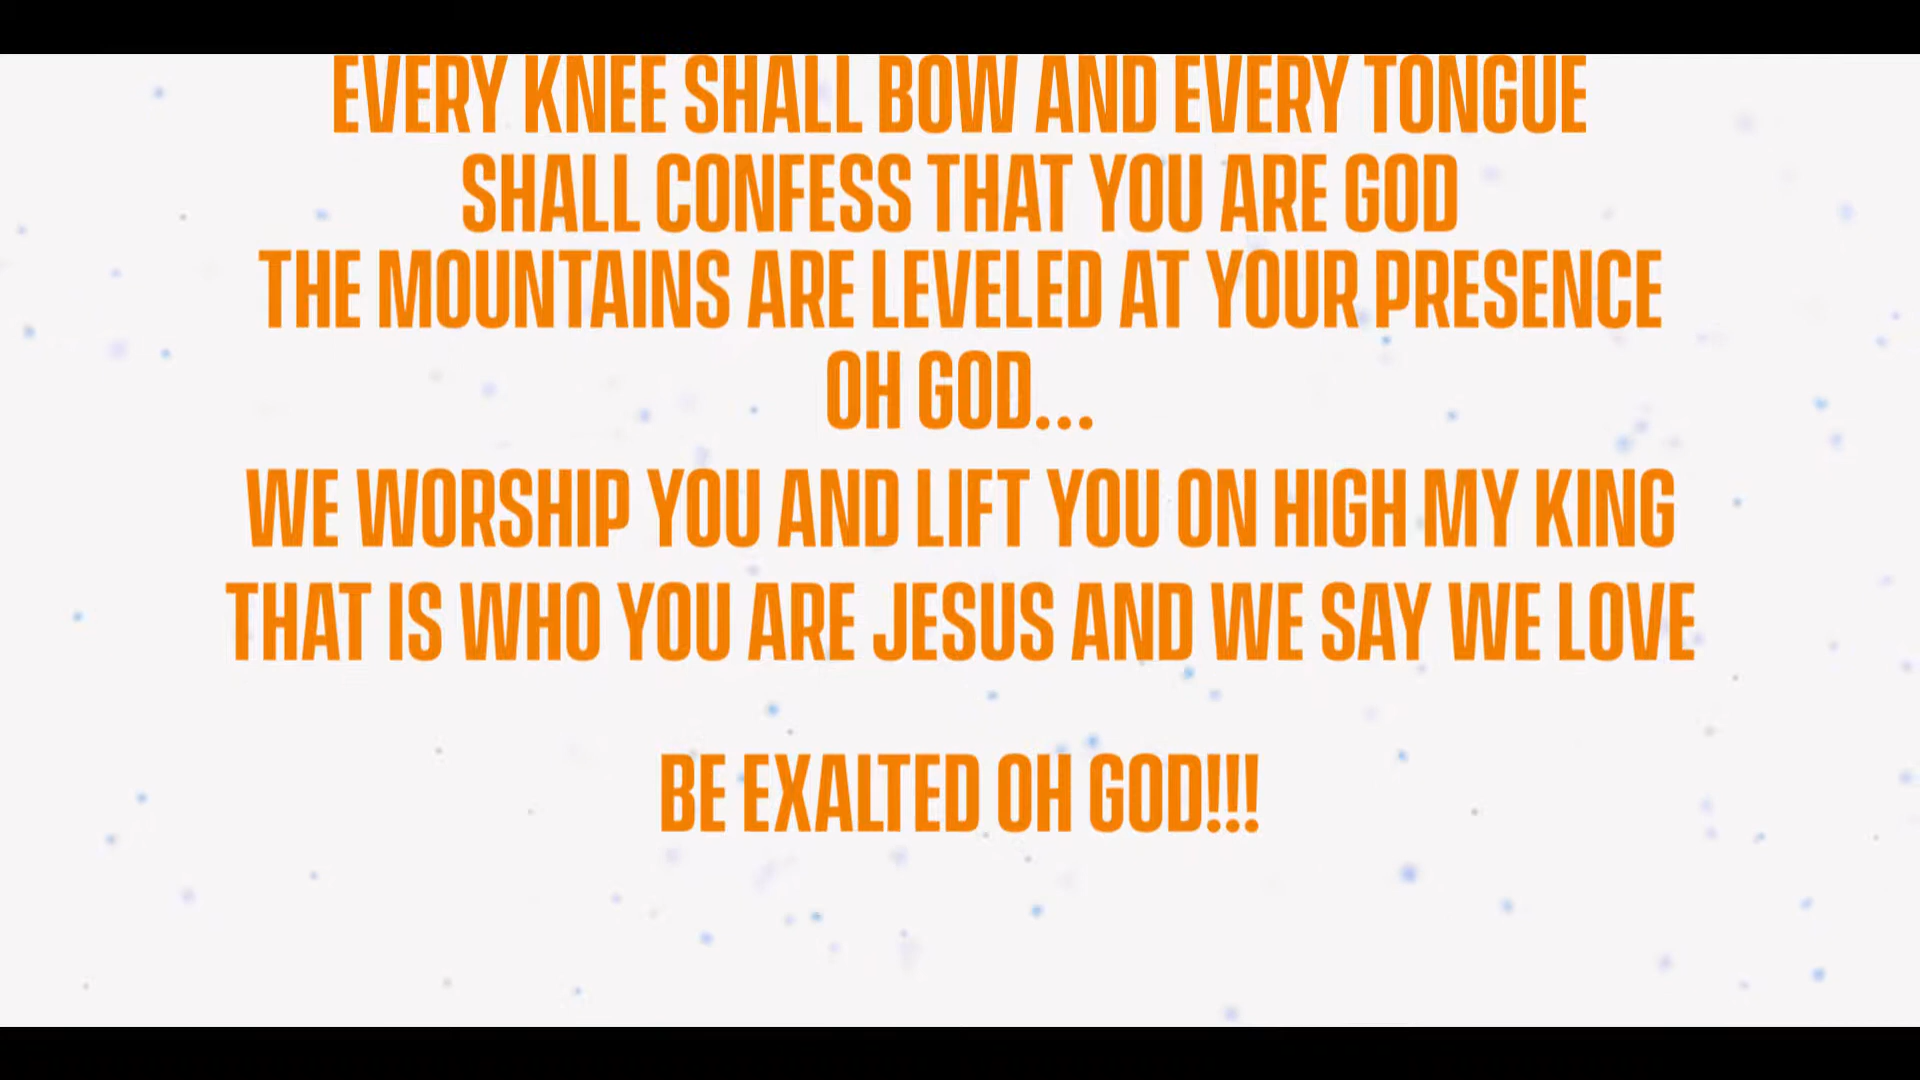 EVERY KNEE SHALL BOW AND EVERY TONGUE
SHALL CONFESS THAT YOU ARE GOD
THE MOUNTAINS ARE LEVELED AT YOUR PRESENCE
OH GOD...
WE WORSHIP YOU AND LIFT YOU ON HIGH MY KING
THAT IS WHO YOU ARE JESUS AND WE SAY WE LOVE
BE EXALTED OH GOD!!!